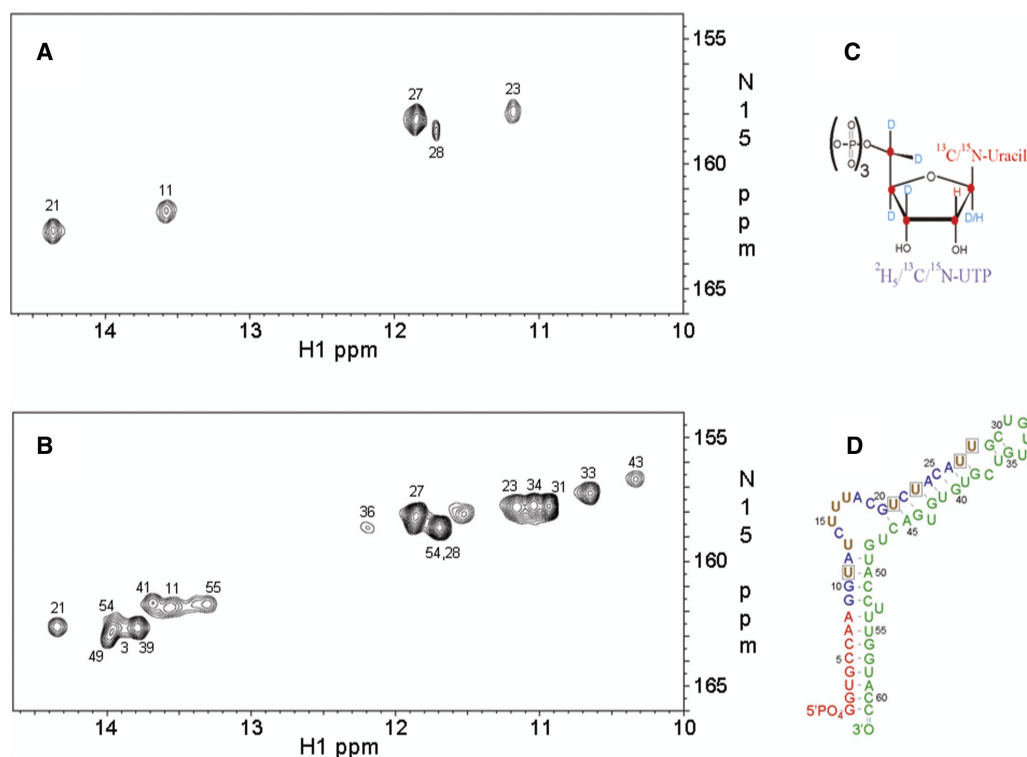 A
27
28
23
21
11
155
160
165
N
1
5
p
p
m
14
13
12
11
10
H1 ppm
C
D
D
D
D
O
O
P
O
O
3
O
H
D/H
HO
OH
¹³C/¹⁵N-Uracil
²H₅/¹³C/¹⁵N-UTP
B
43
33
27
23
34
31
36
54,28
41
11
55
21
54
49
3
39
155
160
165
N
1
5
p
p
m
14
13
12
11
10
H1 ppm
D
30
35
25
40
20
45
15
10
50
5
55
60
5'PO₄
3'O